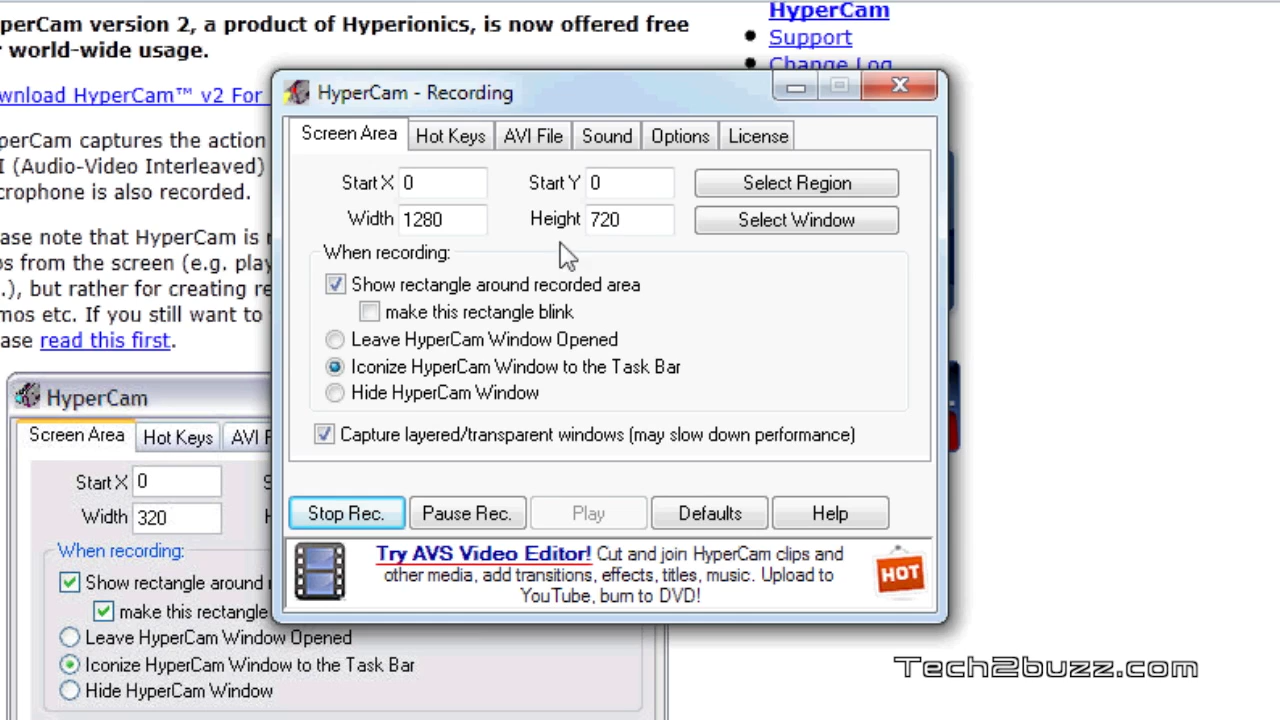 perCam version 2, a product of Hyperionics, is now offered free
world-wide usage.
HyperCam
Support
Change Log
wnload HyperCam™ v2 For
perCam captures the action
I (Audio-Video Interleaved)
crophone is also recorded.
ase note that HyperCam is
os from the screen (e.g. play
.), but rather for creating re
mos etc. If you still want to
ase read this first.
HyperCam - Recording
Screen Area Hot Keys AVI File Sound Options License
Start X 0 Start Y 0 Select Region
Width 1280 Height 720 Select Window
When recording:
Show rectangle around recorded area
make this rectangle blink
Leave HyperCam Window Opened
Iconize HyperCam Window to the Task Bar
Hide HyperCam Window
Capture layered/transparent windows (may slow down performance)
Stop Rec. Pause Rec. Play Defaults Help
Try AVS Video Editor! Cut and join HyperCam clips and
other media, add transitions, effects, titles, music. Upload to
YouTube, burn to DVD!
HOT
HyperCam
Screen Area Hot Keys AVI F
Start X 0 S
Width 320 H
When recording:
Show rectangle around
make this rectangle
Leave HyperCam Window Opened
Iconize HyperCam Window to the Task Bar
Hide HyperCam Window
Tech2buzz.com